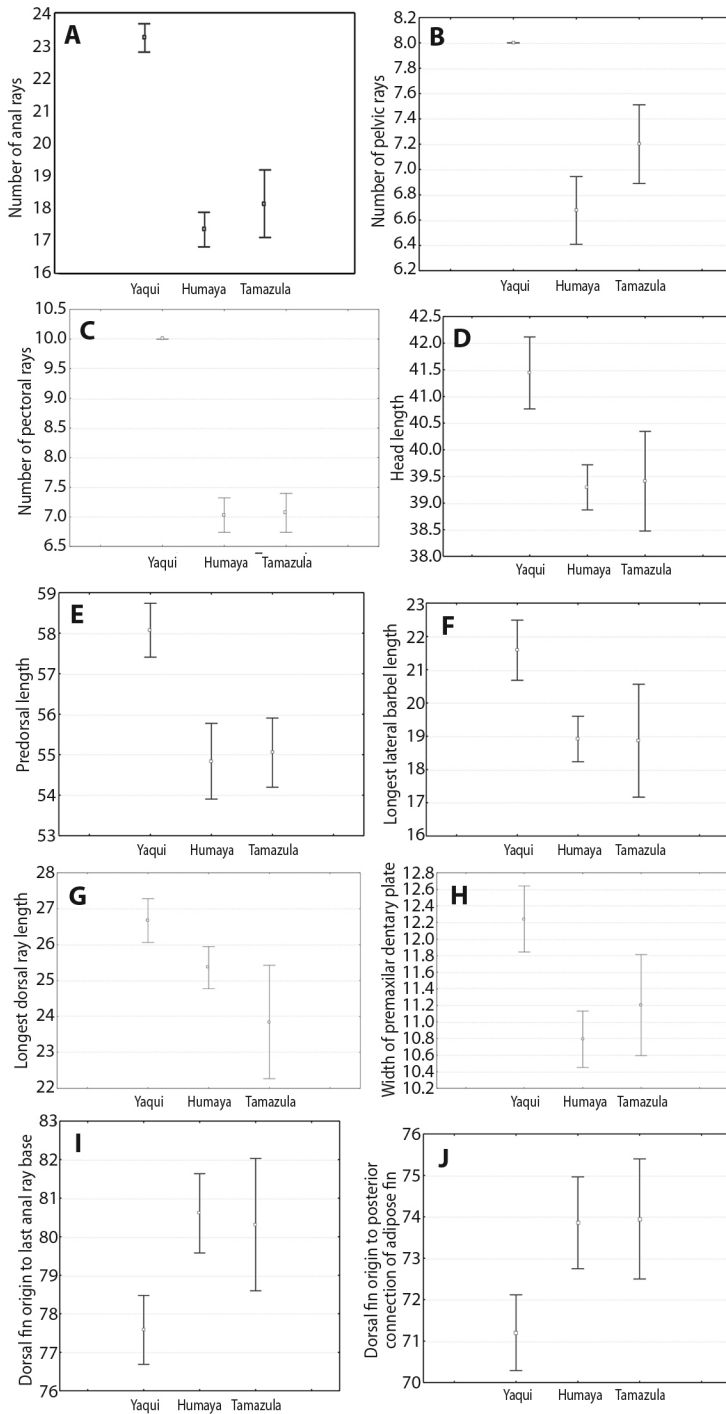 A
Number of anal rays
24
23
22
21
20
19
18
17
16
Yaqui Humaya Tamazula
B
Number of pelvic rays
8.2
8.0
7.8
7.6
7.4
7.2
7.0
6.8
6.6
6.4
6.2
Yaqui Humaya Tamazula
C
Number of pectoral rays
10.5
10.0
9.5
9.0
8.5
8.0
7.5
7.0
6.5
Yaqui Humaya Tamazula
D
Head length
42.5
42.0
41.5
41.0
40.5
40.0
39.5
39.0
38.5
38.0
Yaqui Humaya Tamazula
E
Predorsal length
59
58
57
56
55
54
53
Yaqui Humaya Tamazula
F
Longest lateral barbel length
23
22
21
20
19
18
17
16
Yaqui Humaya Tamazula
G
Longest dorsal ray length
28
27
26
25
24
23
22
Yaqui Humaya Tamazula
H
Width of premaxilar dentary plate
12.8
12.6
12.4
12.2
12.0
11.8
11.6
11.4
11.2
11.0
10.8
10.6
10.4
10.2
Yaqui Humaya Tamazula
I
Dorsal fin origin to last anal ray base
83
82
81
80
79
78
77
76
Yaqui Humaya Tamazula
J
Dorsal fin origin to posterior
connection of adipose fin
76
75
74
73
72
71
70
Yaqui Humaya Tamazula